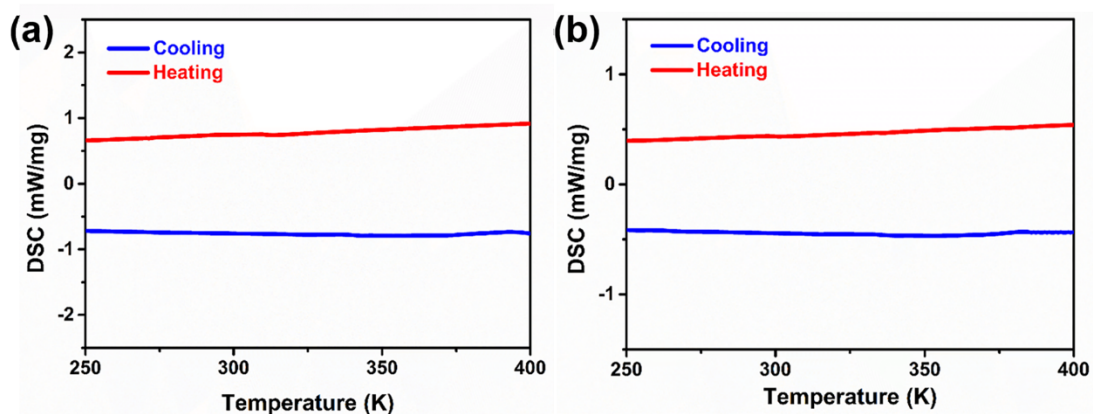 (a)
Cooling
Heating
2
1
0
-1
-2
DSC (mW/mg)
250
300
350
400
Temperature (K)
(b)
Cooling
Heating
1
0
-1
DSC (mW/mg)
250
300
350
400
Temperature (K)